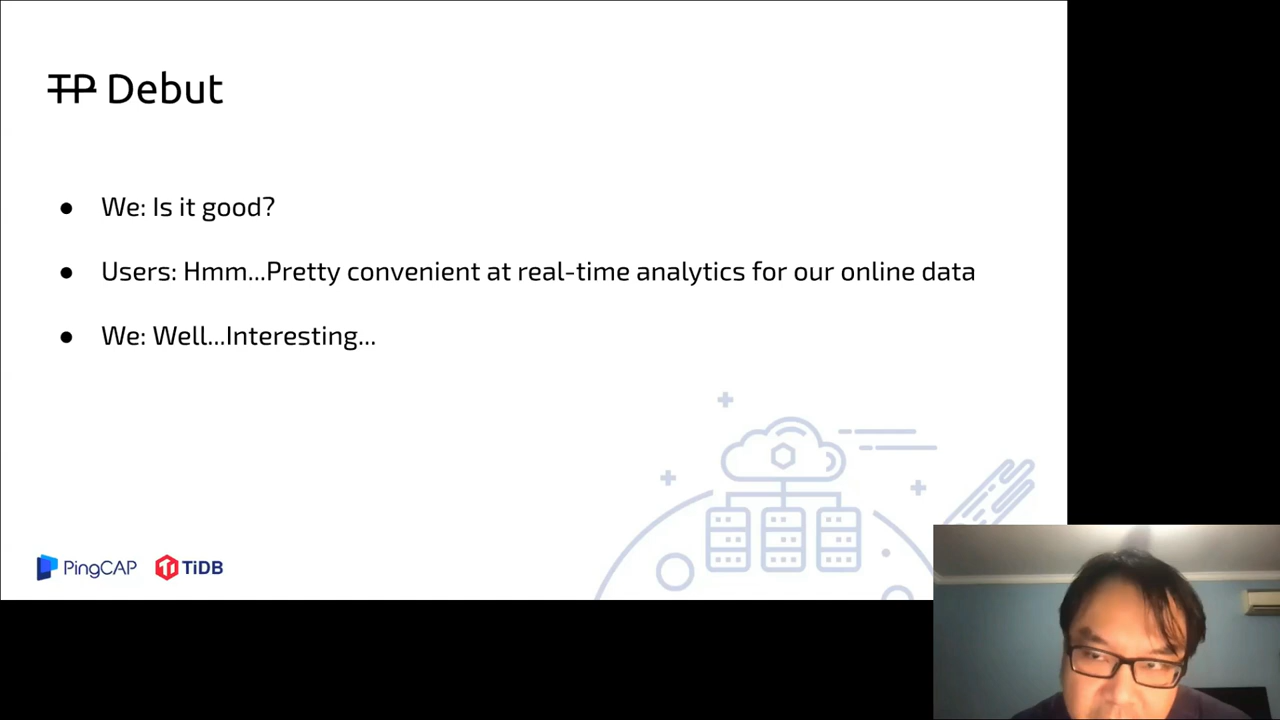 TP Debut
● We: Is it good?
● Users: Hmm...Pretty convenient at real-time analytics for our online data
● We: Well...Interesting...
PingCAP TiDB